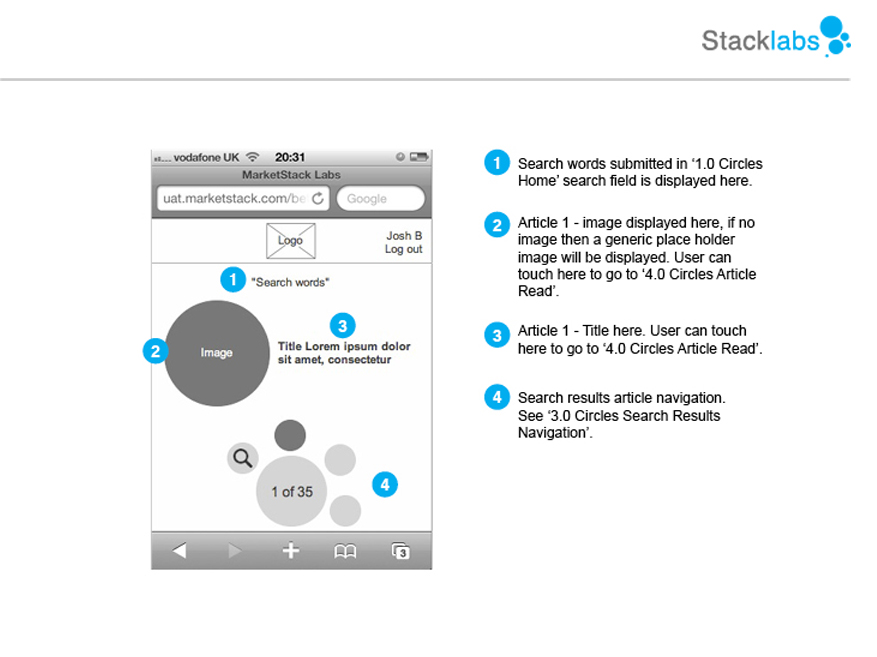 Stacklabs
vodafone UK 20:31
MarketStack Labs
uat.marketstack.com/be
Google
Logo
Josh B
Log out
1 "Search words"
3
2 Image
Title Lorem ipsum dolor
sit amet, consectetur
1 of 35
4
3
1 Search words submitted in ‘1.0 Circles
Home’ search field is displayed here.
2 Article 1 - image displayed here, if no
image then a generic place holder
image will be displayed. User can
touch here to go to ‘4.0 Circles Article
Read’.
3 Article 1 - Title here. User can touch
here to go to ‘4.0 Circles Article Read’.
4 Search results article navigation.
See ‘3.0 Circles Search Results
Navigation’.